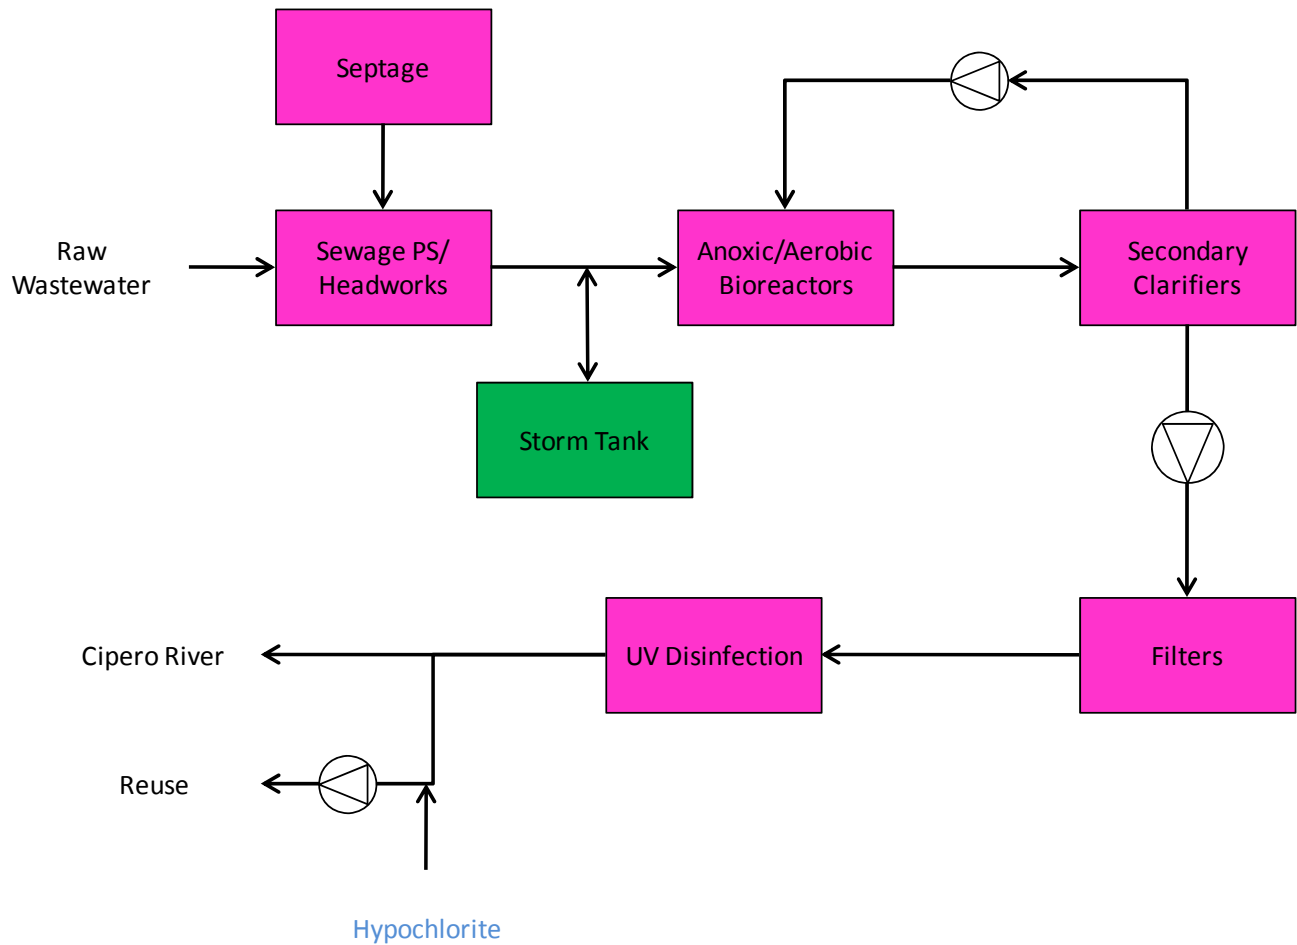 Septage
Raw
Wastewater
Sewage PS/
Headworks
Anoxic/Aerobic
Bioreactors
Secondary
Clarifiers
Storm Tank
Cipero River
UV Disinfection
Filters
Reuse
Hypochlorite